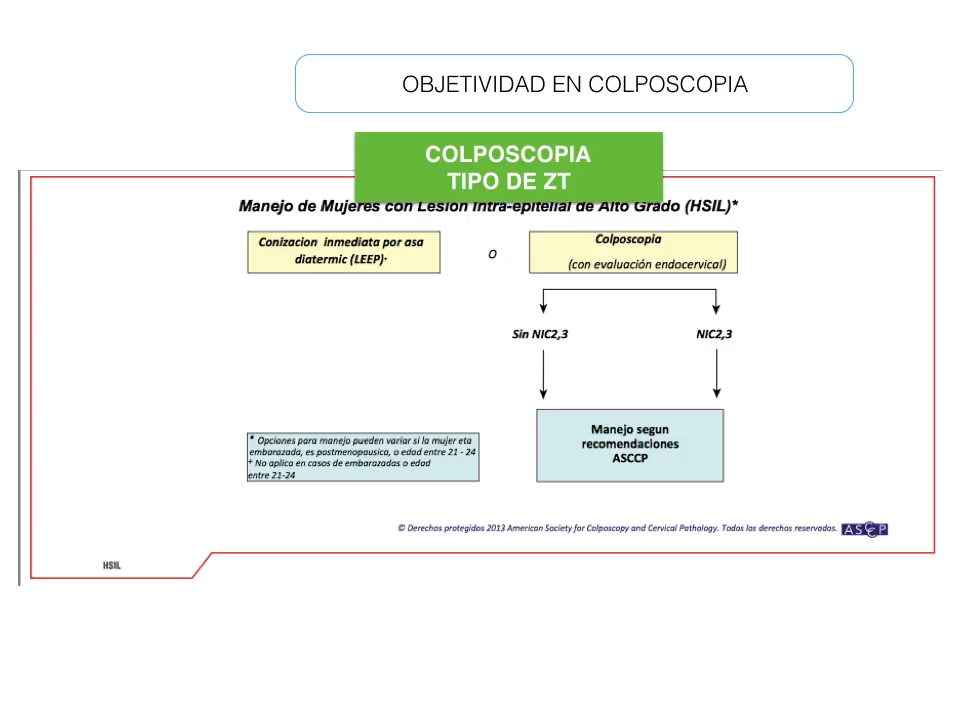 OBJETIVIDAD EN COLPOSCOPIA
COLPOSCOPIA
TIPO DE ZT
Manejo de Mujeres con Lesión Intra-epitelial de Alto Grado (HSIL)*
Conizacion inmediata por asa
diatermic (LEEP)+
o
Colposcopia
(con evaluación endocervical)
Sin NIC2,3
NIC2,3
Manejo segun
recomendaciones
ASCCP
* Opciones para manejo pueden variar si la mujer eta
embarazada, es postmenopausica, o edad entre 21 - 24
+ No aplica en casos de embarazadas o edad
entre 21-24
© Derechos protegidos 2013 American Society for Colposcopy and Cervical Pathology. Todos los derechos reservados.
ASCCP
HSIL